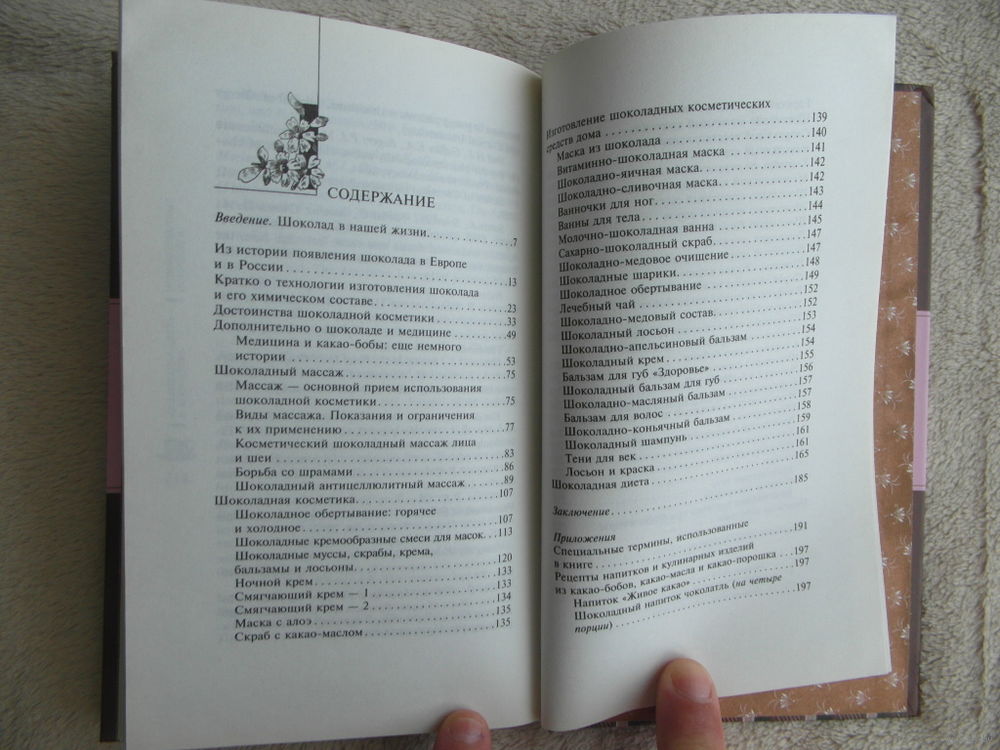 СОДЕРЖАНИЕ
Введение. Шоколад в нашей жизни. . . . . . . . . . . . . 7
Из истории появления шоколада в Европе
и в России . . . . . . . . . . . . . . . . . . . . . . . . . . . . 13
Кратко о технологии изготовления шоколада
и его химическом составе. . . . . . . . . . . . . . . . . 23
Достоинства шоколадной косметики . . . . . . . . . 33
Дополнительно о шоколаде и медицине . . . . . . . 49
Медицина и какао-бобы: еще немного
истории . . . . . . . . . . . . . . . . . . . . . . . . . . . . 53
Шоколадный массаж . . . . . . . . . . . . . . . . . . . . . 75
Массаж — основной прием использования
шоколадной косметики. . . . . . . . . . . . . . . . . 75
Виды массажа. Показания и ограничения
к их применению . . . . . . . . . . . . . . . . . . . . . 77
Косметический шоколадный массаж лица
и шеи . . . . . . . . . . . . . . . . . . . . . . . . . . . . . 83
Борьба со шрамами . . . . . . . . . . . . . . . . . . . 86
Шоколадный антицеллюлитный массаж . . . . . 89
Шоколадная косметика. . . . . . . . . . . . . . . . . . . 107
Шоколадное обертывание: горячее
и холодное . . . . . . . . . . . . . . . . . . . . . . . . . 107
Шоколадные кремообразные смеси для масок. . . 113
Шоколадные муссы, скрабы, крема,
бальзамы и лосьоны. . . . . . . . . . . . . . . . . . . 120
Ночной крем . . . . . . . . . . . . . . . . . . . . . . . . 133
Смягчающий крем — 1 . . . . . . . . . . . . . . . . . 133
Смягчающий крем — 2 . . . . . . . . . . . . . . . . . 134
Маска с алоэ . . . . . . . . . . . . . . . . . . . . . . . . 135
Скраб с какао-маслом . . . . . . . . . . . . . . . . . . 135
Изготовление шоколадных косметических
средств дома . . . . . . . . . . . . . . . . . . . . . . . . . 139
Маска из шоколада . . . . . . . . . . . . . . . . . . . 140
Витаминно-шоколадная маска . . . . . . . . . . . 141
Шоколадно-яичная маска. . . . . . . . . . . . . . . 142
Шоколадно-сливочная маска. . . . . . . . . . . . . 142
Ванночки для ног. . . . . . . . . . . . . . . . . . . . . 143
Ванны для тела . . . . . . . . . . . . . . . . . . . . . . 144
Молочно-шоколадная ванна . . . . . . . . . . . . . 145
Сахарно-шоколадный скраб. . . . . . . . . . . . . . 147
Шоколадно-медовое очищение . . . . . . . . . . . 147
Шоколадные шарики. . . . . . . . . . . . . . . . . . . 148
Шоколадное обертывание . . . . . . . . . . . . . . . 149
Лечебный чай . . . . . . . . . . . . . . . . . . . . . . . 152
Шоколадно-медовый состав. . . . . . . . . . . . . . 152
Шоколадный лосьон . . . . . . . . . . . . . . . . . . . 153
Шоколадно-апельсиновый бальзам . . . . . . . . 154
Шоколадный крем . . . . . . . . . . . . . . . . . . . . 154
Бальзам для губ «Здоровье» . . . . . . . . . . . . . 155
Шоколадный бальзам для губ . . . . . . . . . . . . 156
Шоколадно-масляный бальзам . . . . . . . . . . . 157
Бальзам для волос . . . . . . . . . . . . . . . . . . . . 157
Шоколадно-коньячный бальзам . . . . . . . . . . . 158
Шоколадный шампунь . . . . . . . . . . . . . . . . . 159
Тени для век . . . . . . . . . . . . . . . . . . . . . . . . 161
Лосьон и краска . . . . . . . . . . . . . . . . . . . . . . 161
Шоколадная диета . . . . . . . . . . . . . . . . . . . . . . 165
Заключение . . . . . . . . . . . . . . . . . . . . . . . . . . . 185
Приложения
Специальные термины, использованные
в книге . . . . . . . . . . . . . . . . . . . . . . . . . . . . . 191
Рецепты напитков и кулинарных изделий
из какао-бобов, какао-масла и какао-порошка . . . 197
Напиток «Живое какао» . . . . . . . . . . . . . . . . 197
Шоколадный напиток чоколатль (на четыре
порции) . . . . . . . . . . . . . . . . . . . . . . . . . . . 197